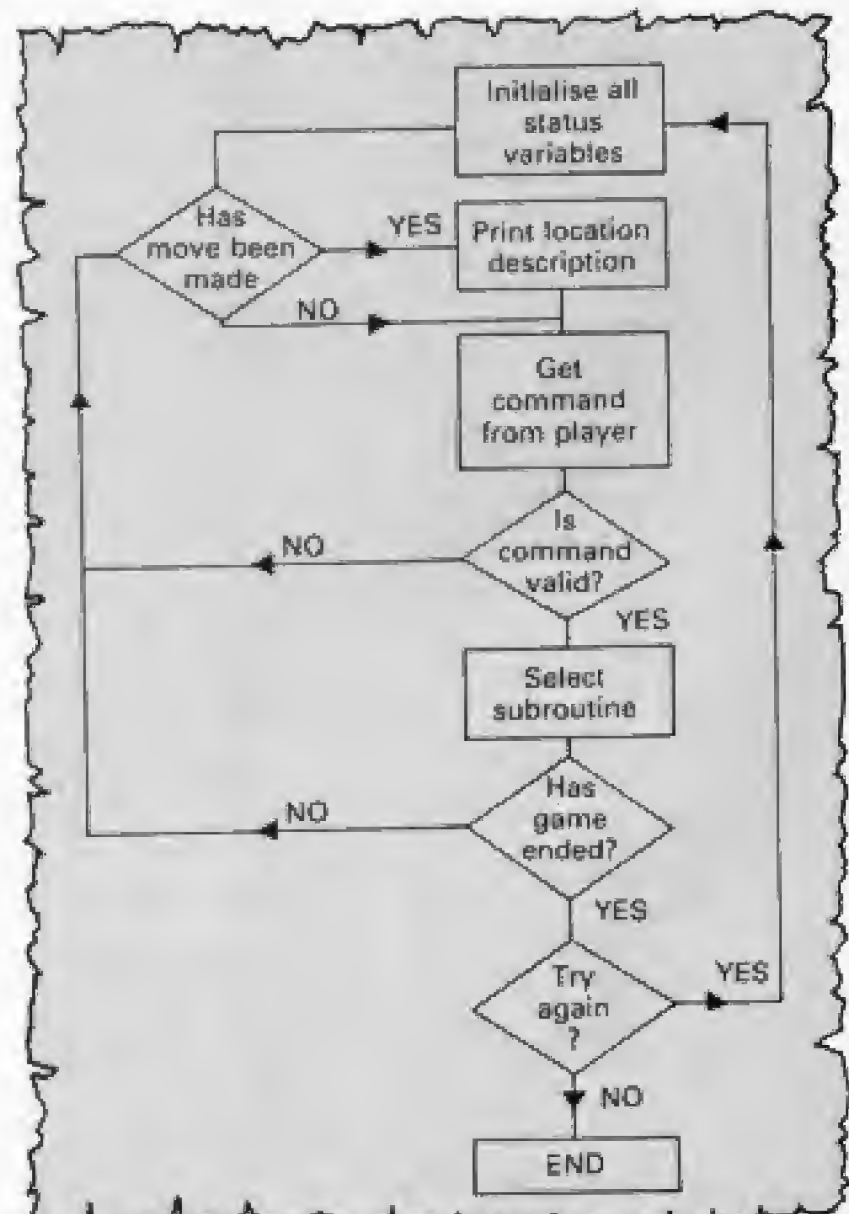 Initialise all
status
variables
Has
move been
made
YES
Print location
description
NO
Get
command
from player
Is
command
valid?
NO
YES
Select
subroutine
Has
game
ended?
NO
YES
Try
again
?
YES
NO
END